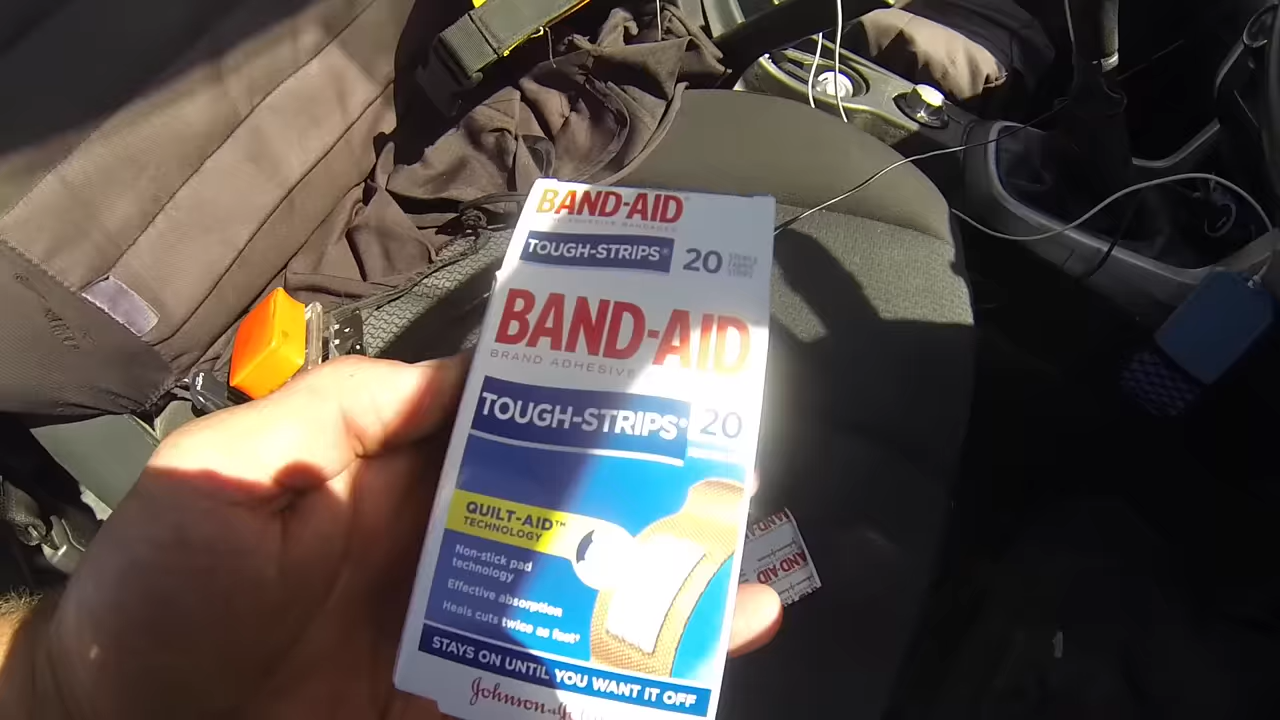 BAND-AID®
TOUGH-STRIPS® 20
BAND-AID
BRAND ADHESIVE
TOUGH-STRIPS® 20
QUILT-AID™
TECHNOLOGY
Non-stick pad
technology
Effective absorption
Heals cuts twice as fast†
STAYS ON UNTIL YOU WANT IT OFF
Johnson
BAND
AND-AID